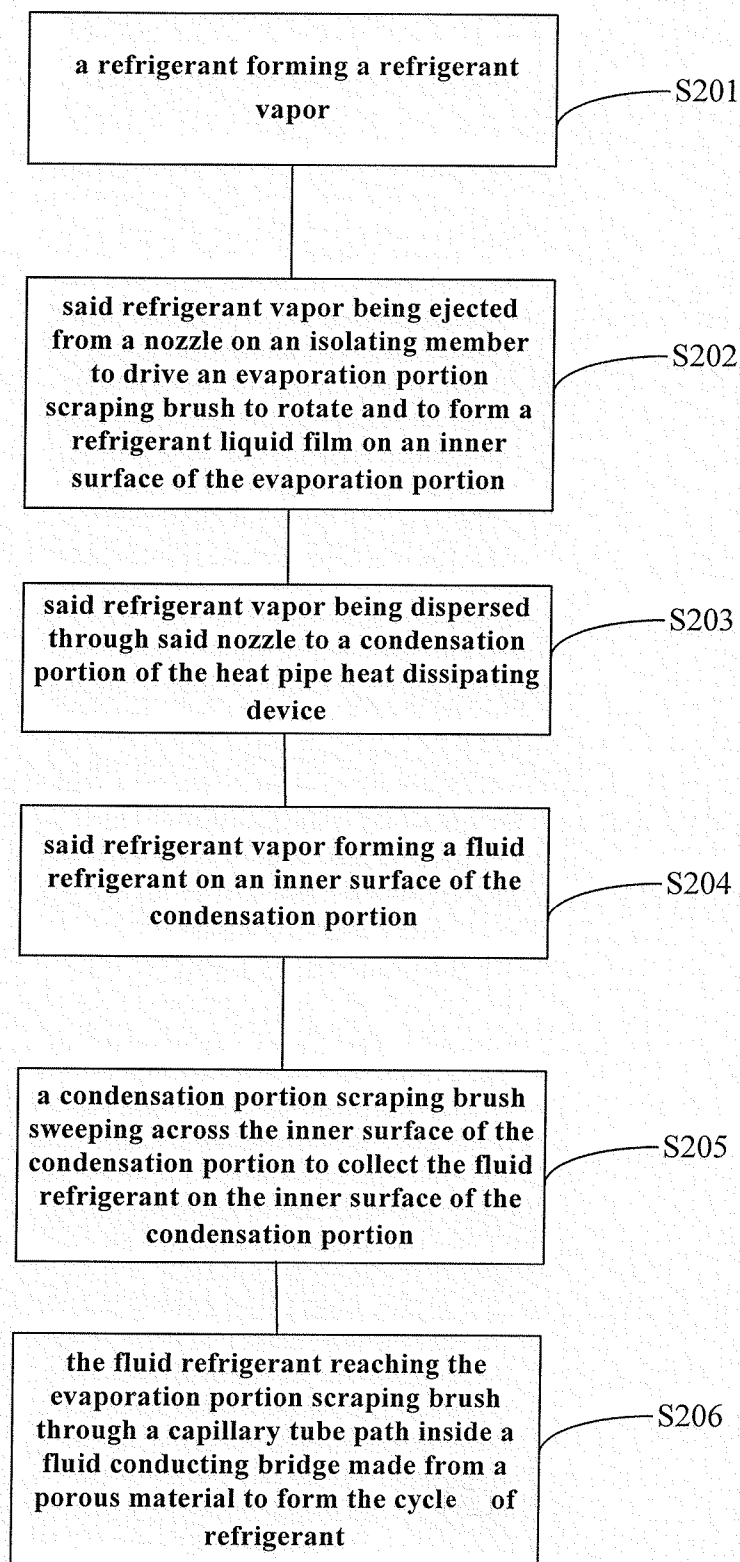 a refrigerant forming a refrigerant
vapor
S201
said refrigerant vapor being ejected
from a nozzle on an isolating member
to drive an evaporation portion
scraping brush to rotate and to form a
refrigerant liquid film on an inner
surface of the evaporation portion
S202
said refrigerant vapor being dispersed
through said nozzle to a condensation
portion of the heat pipe heat dissipating
device
S203
said refrigerant vapor forming a fluid
refrigerant on an inner surface of the
condensation portion
S204
a condensation portion scraping brush
sweeping across the inner surface of the
condensation portion to collect the fluid
refrigerant on the inner surface of the
condensation portion
S205
the fluid refrigerant reaching the
evaporation portion scraping brush
through a capillary tube path inside a
fluid conducting bridge made from a
porous material to form the cycle of
refrigerant
S206